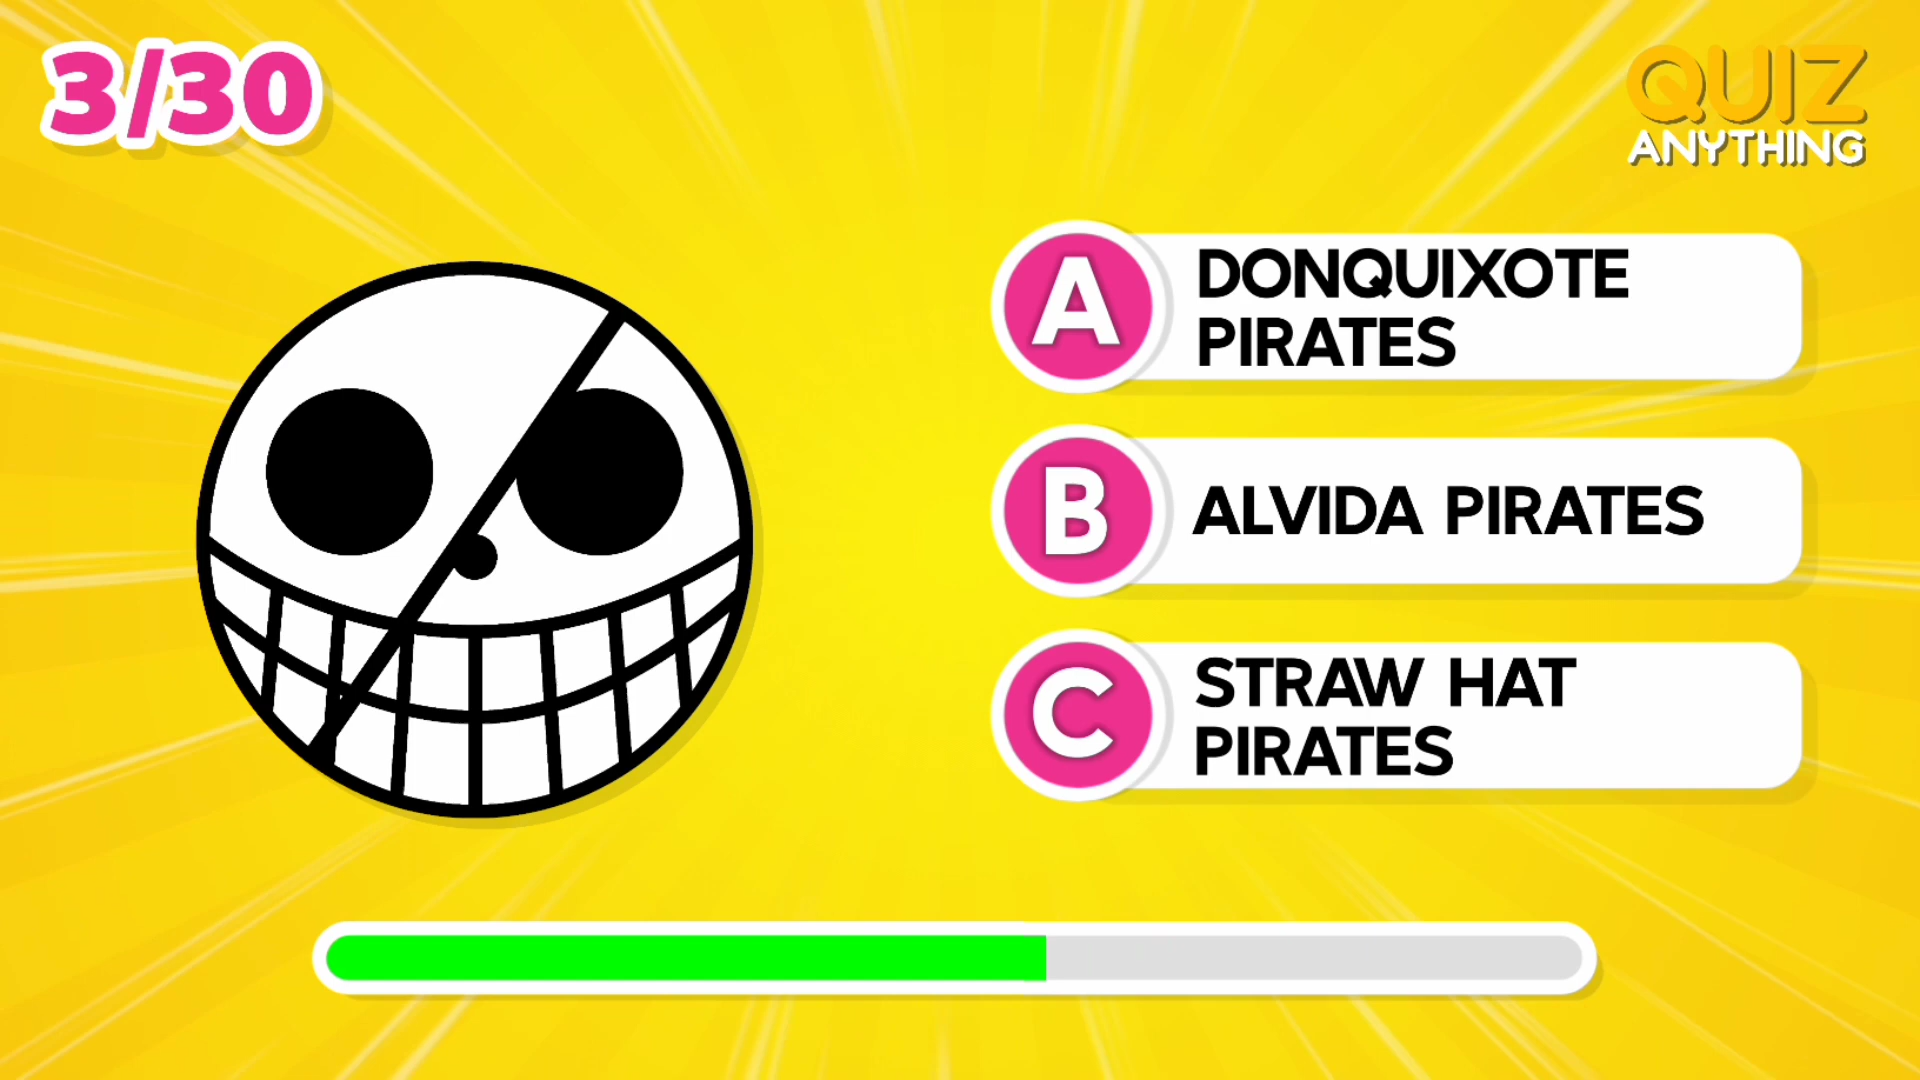 3/30
QUIZ
ANYTHING
A
DONQUIXOTE
PIRATES
B
ALVIDA PIRATES
C
STRAW HAT
PIRATES